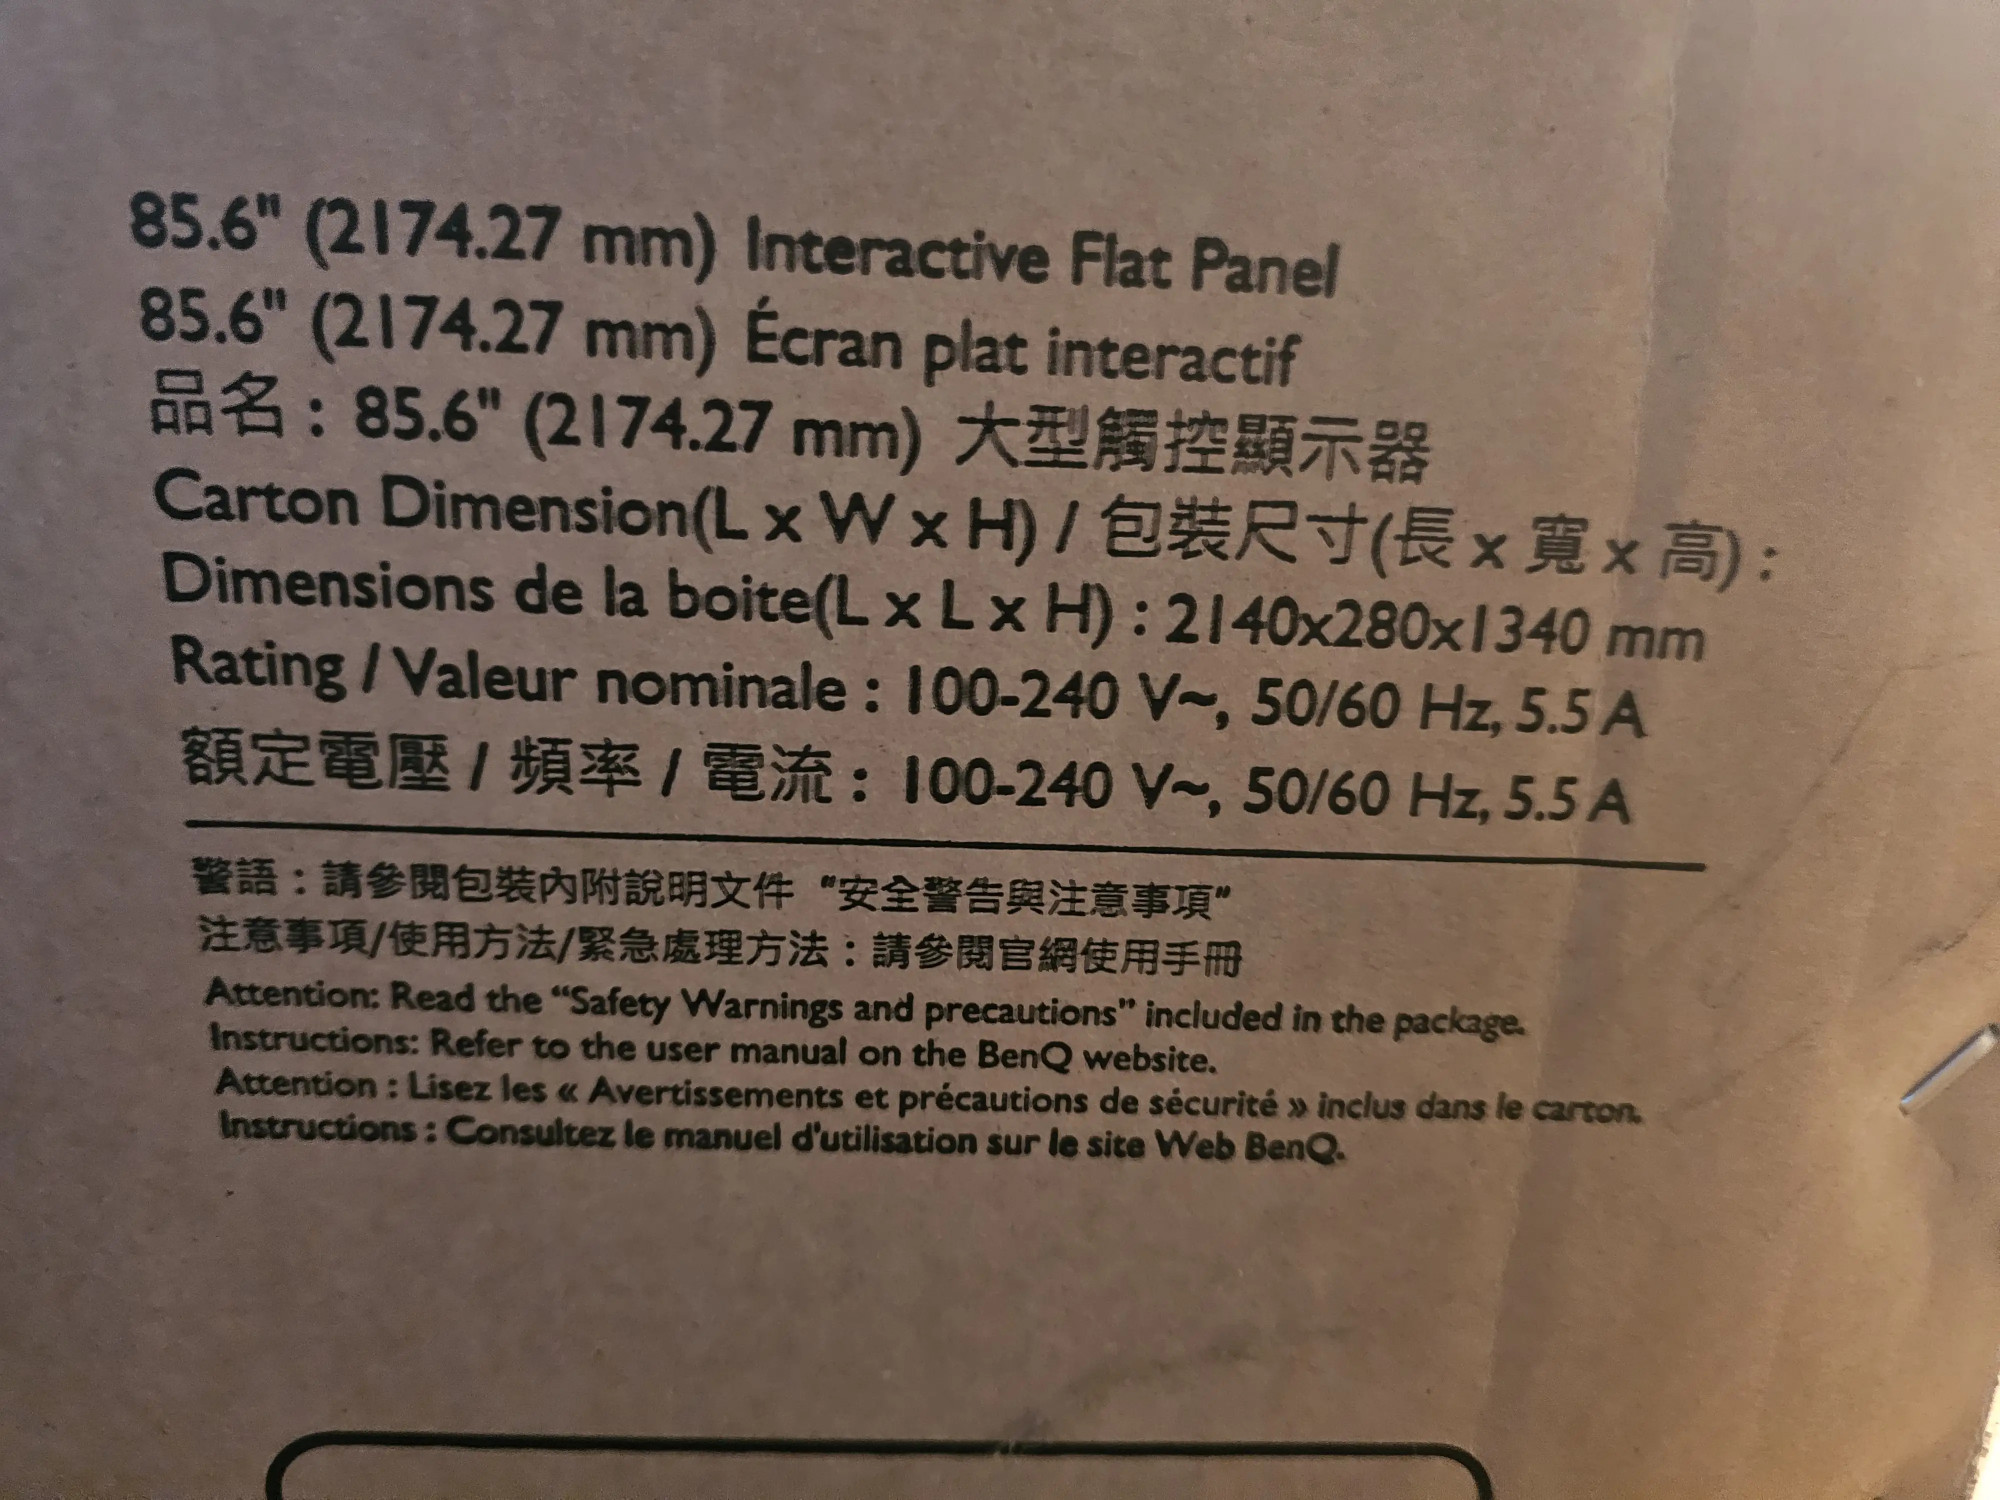 85.6" (2174.27 mm) Interactive Flat Panel
85.6" (2174.27 mm) Écran plat interactif
品名：85.6" (2174.27 mm) 大型觸控顯示器
Carton Dimension(L x W x H) / 包裝尺寸(長 x 寬 x 高) :
Dimensions de la boite(L x L x H) : 2140x280x1340 mm
Rating / Valeur nominale : 100-240 V~, 50/60 Hz, 5.5 A
額定電壓 / 頻率 / 電流 : 100-240 V~, 50/60 Hz, 5.5 A
警語：請參閱包裝內附說明文件 “安全警告與注意事項”
注意事項/使用方法/緊急處理方法：請參閱官網使用手冊
Attention: Read the “Safety Warnings and precautions” included in the package.
Instructions: Refer to the user manual on the BenQ website.
Attention : Lisez les « Avertissements et précautions de sécurité » inclus dans le carton.
Instructions : Consultez le manuel d'utilisation sur le site Web BenQ.